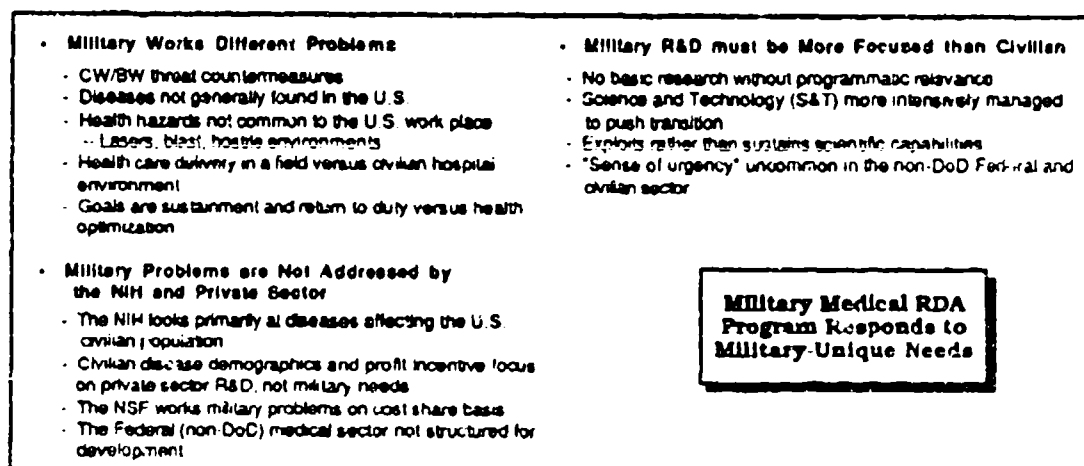 • Military Works Different Problems
- CW/BW threat countermeasures
- Diseases not generally found in the U.S.
- Health hazards not common to the U.S. work place
-- Lasers, blast, hostile environments
- Health care delivery in a field versus civilian hospital
environment
- Goals are sustainment and return to duty versus health
optimization
• Military Problems are Not Addressed by
the NIH and Private Sector
- The NIH looks primarily at diseases affecting the U.S.
civilian population
- Civilian disease demographics and profit incentive focus
on private sector R&D, not military needs
- The NSF works military problems on cost share basis
- The Federal (non-DoC) medical sector not structured for
development
• Military R&D must be More Focused than Civilian
- No basic research without programmatic relevance
- Science and Technology (S&T) more intensively managed
to push transition
- Exploits rather than sustains scientific capabilities
- "Sense of urgency" uncommon in the non-DoD Federal and
civilian sector
Military Medical RDA
Program Responds to
Military-Unique Needs